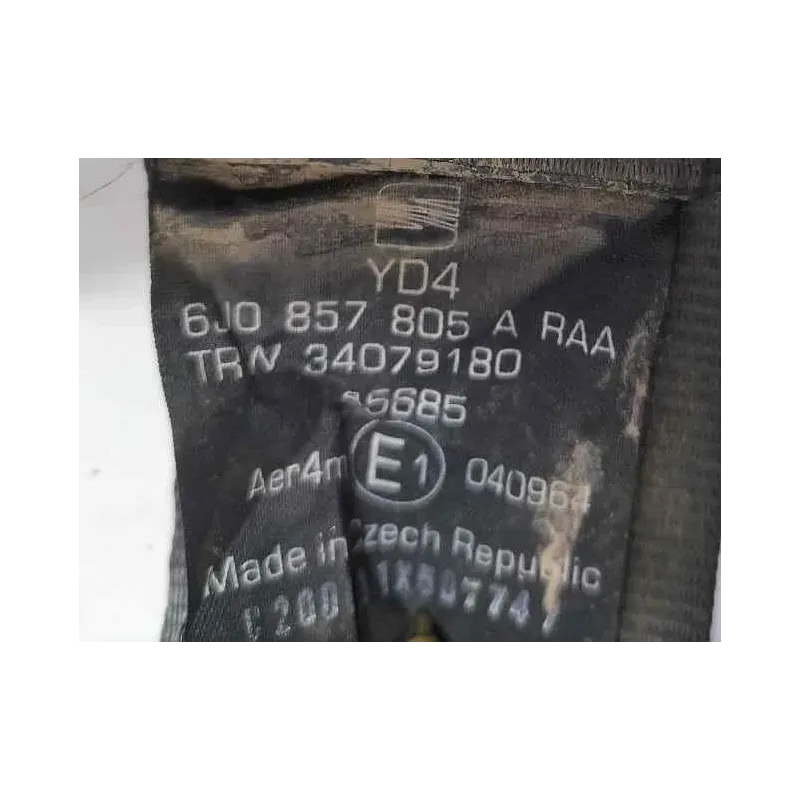 YD4
6J0 857 805 A RAA
TRW 34079180
Aer4m E1 040964
Made in Czech Republic